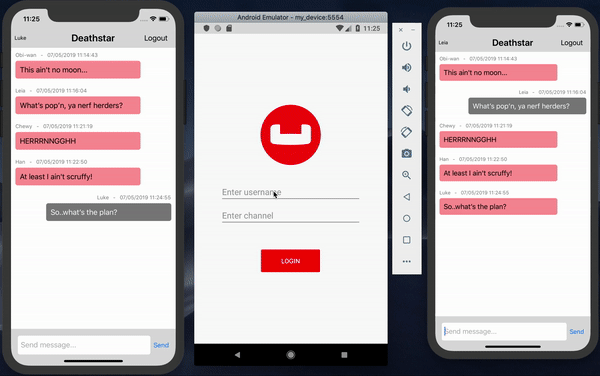 11:25
Luke
Deathstar
Logout
Obi-wan - 07/05/2019 11:14:43
This ain't no moon...
Leia - 07/05/2019 11:16:04
What's pop'n, ya nerf herders?
Chewy - 07/05/2019 11:21:19
HERRRNNGGHH
Han - 07/05/2019 11:22:50
At least I ain't scruffy!
Luke - 07/05/2019 11:24:55
So..what's the plan?
Send message...
Send
Android Emulator - my_device:5554
11:25
Enter username
Enter channel
LOGIN
11:25
Leia
Deathstar
Logout
Obi-wan - 07/05/2019 11:14:43
This ain't no moon...
Leia - 07/05/2019 11:16:04
What's pop'n, ya nerf herders?
Chewy - 07/05/2019 11:21:19
HERRRNNGGHH
Han - 07/05/2019 11:22:50
At least I ain't scruffy!
Luke - 07/05/2019 11:24:55
So..what's the plan?
Send message...
Send